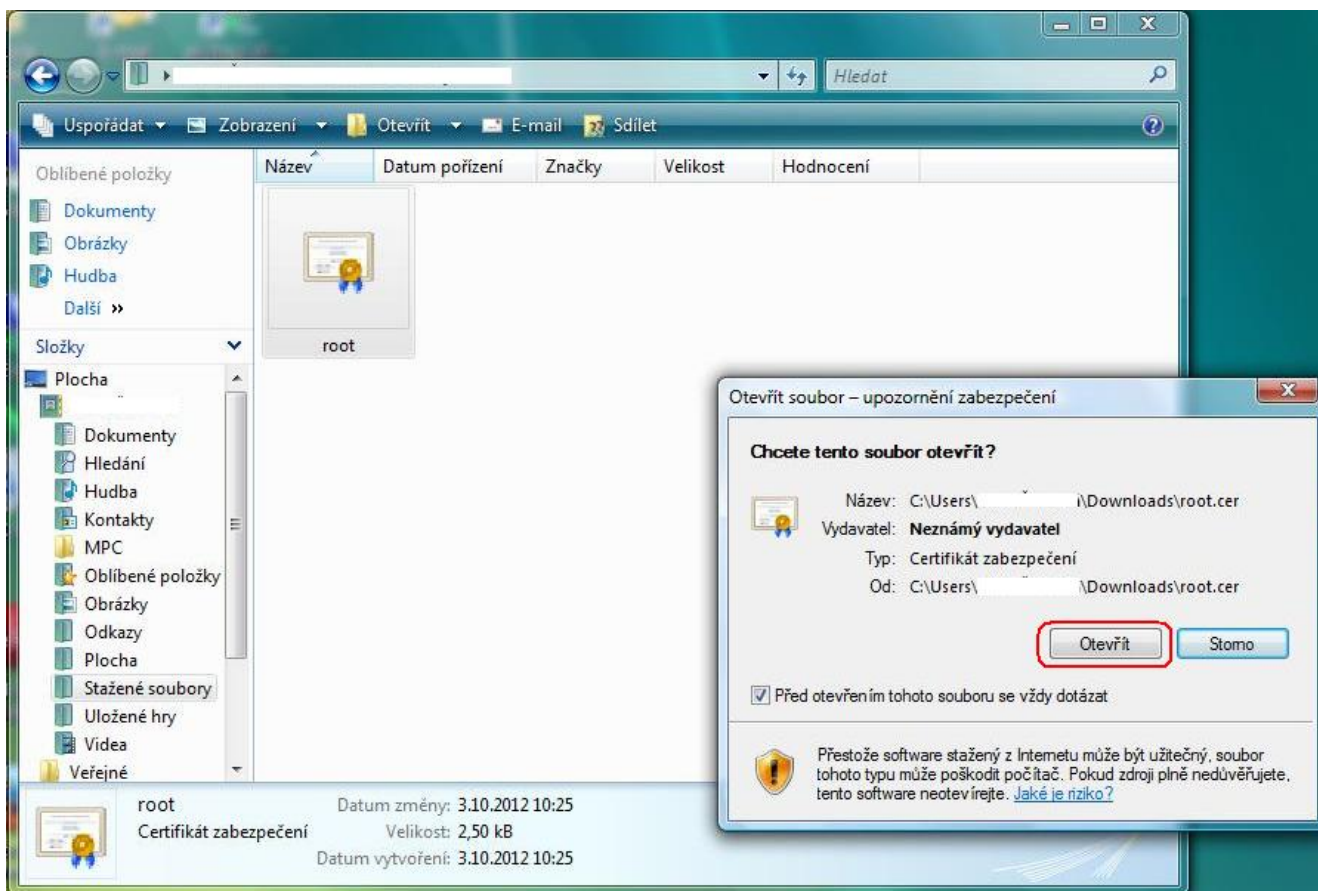 Hledat
Uspořádat Zobrazení Otevřít E-mail Sdílet
Oblíbené položky
Dokumenty
Obrázky
Hudba
Další »
Složky
Plocha
Dokumenty
Hledání
Hudba
Kontakty
MPC
Oblíbené položky
Obrázky
Odkazy
Plocha
Stažené soubory
Uložené hry
Videa
Veřejné
Název Datum pořízení Značky Velikost Hodnocení
root
root Datum změny: 3.10.2012 10:25
Certifikát zabezpečení Velikost: 2,50 kB
Datum vytvoření: 3.10.2012 10:25
Otevřít soubor – upozornění zabezpečení
Chcete tento soubor otevřít?
Název: C:\Users\ \Downloads\root.cer
Vydavatel: Neznámý vydavatel
Typ: Certifikát zabezpečení
Od: C:\Users\ \Downloads\root.cer
Otevřít Storno
Před otevřením tohoto souboru se vždy dotázat
Přestože software stažený z Internetu může být užitečný, soubor
tohoto typu může poškodit počítač. Pokud zdroji plně nedůvěřujete,
tento software neotevírejte. Jaké je riziko?